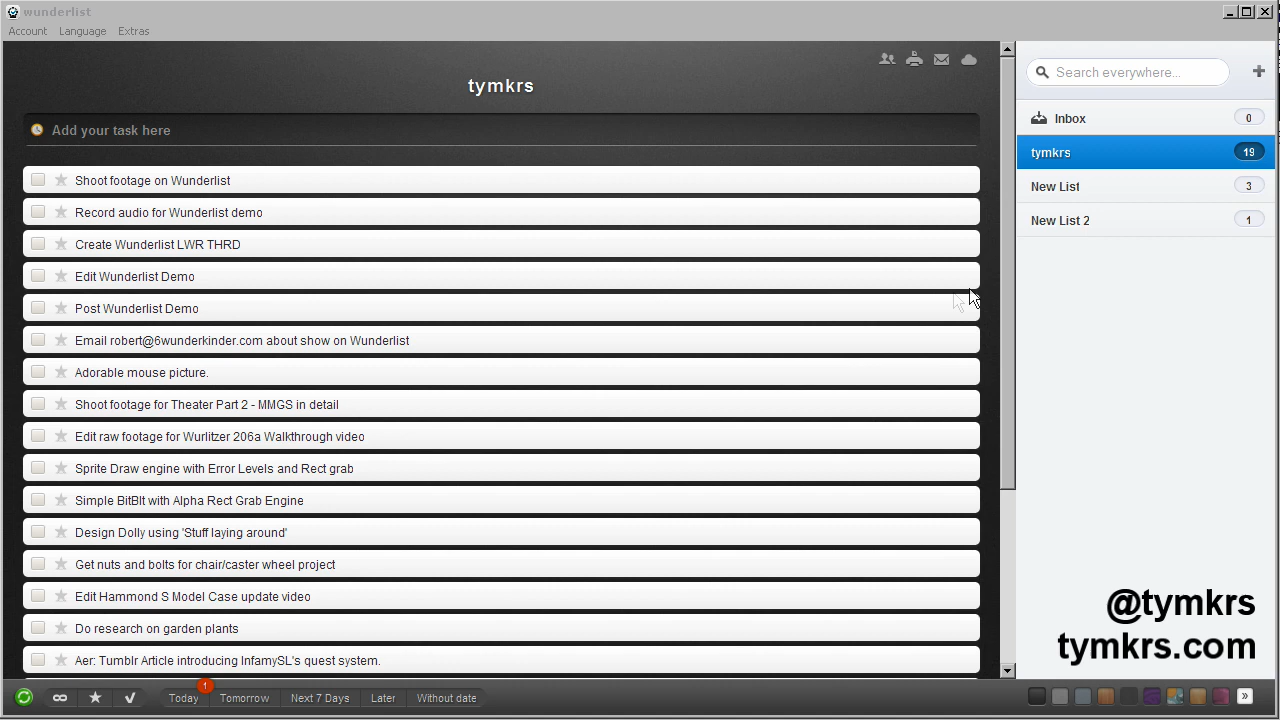 wunderlist
Account Language Extras
tymkrs
Add your task here
Shoot footage on Wunderlist
Record audio for Wunderlist demo
Create Wunderlist LWR THRD
Edit Wunderlist Demo
Post Wunderlist Demo
Email robert@6wunderkinder.com about show on Wunderlist
Adorable mouse picture.
Shoot footage for Theater Part 2 - MMGS in detail
Edit raw footage for Wurlitzer 206a Walkthrough video
Sprite Draw engine with Error Levels and Rect grab
Simple BitBlt with Alpha Rect Grab Engine
Design Dolly using 'Stuff laying around'
Get nuts and bolts for chair/caster wheel project
Edit Hammond S Model Case update video
Do research on garden plants
Aer: Tumblr Article introducing InfamySL's quest system.
Search everywhere...
Inbox 0
tymkrs 19
New List 3
New List 2 1
@tymkrs
tymkrs.com
Today 1 Tomorrow Next 7 Days Later Without date